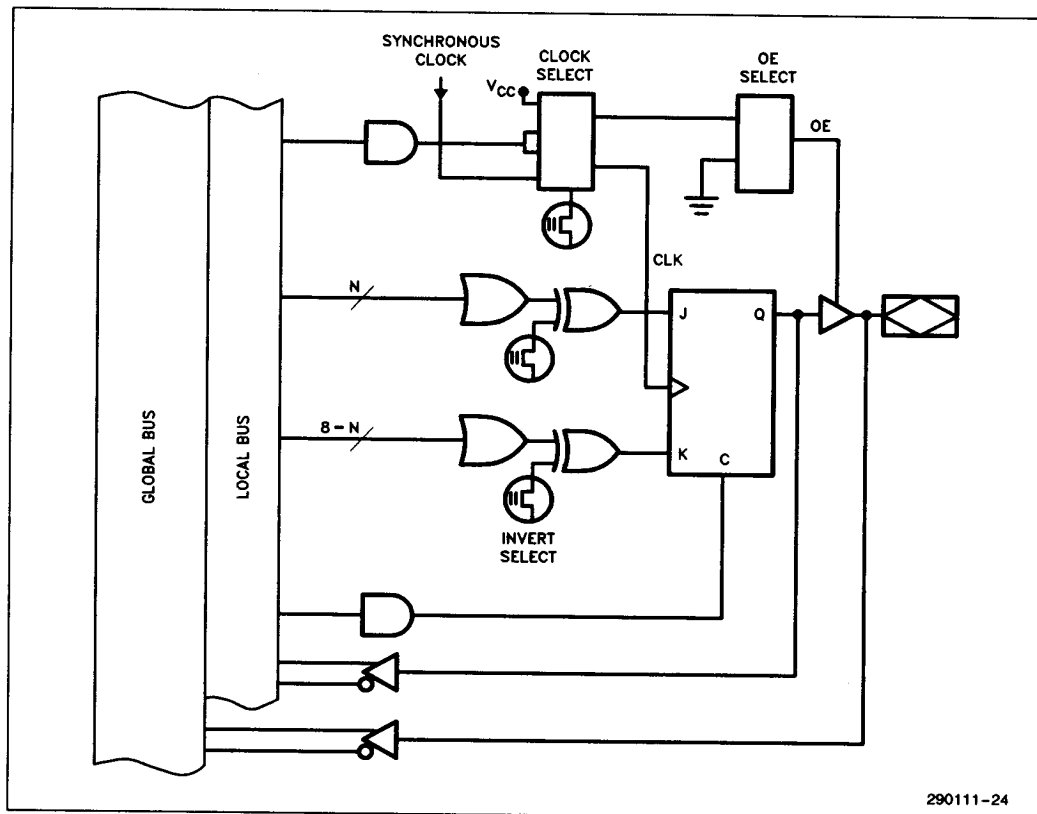 SYNCHRONOUS
CLOCK
CLOCK
SELECT
OE
SELECT
VCC
OE
CLK
N
J
Q
8-N
K
C
INVERT
SELECT
GLOBAL BUS
LOCAL BUS
290111-24